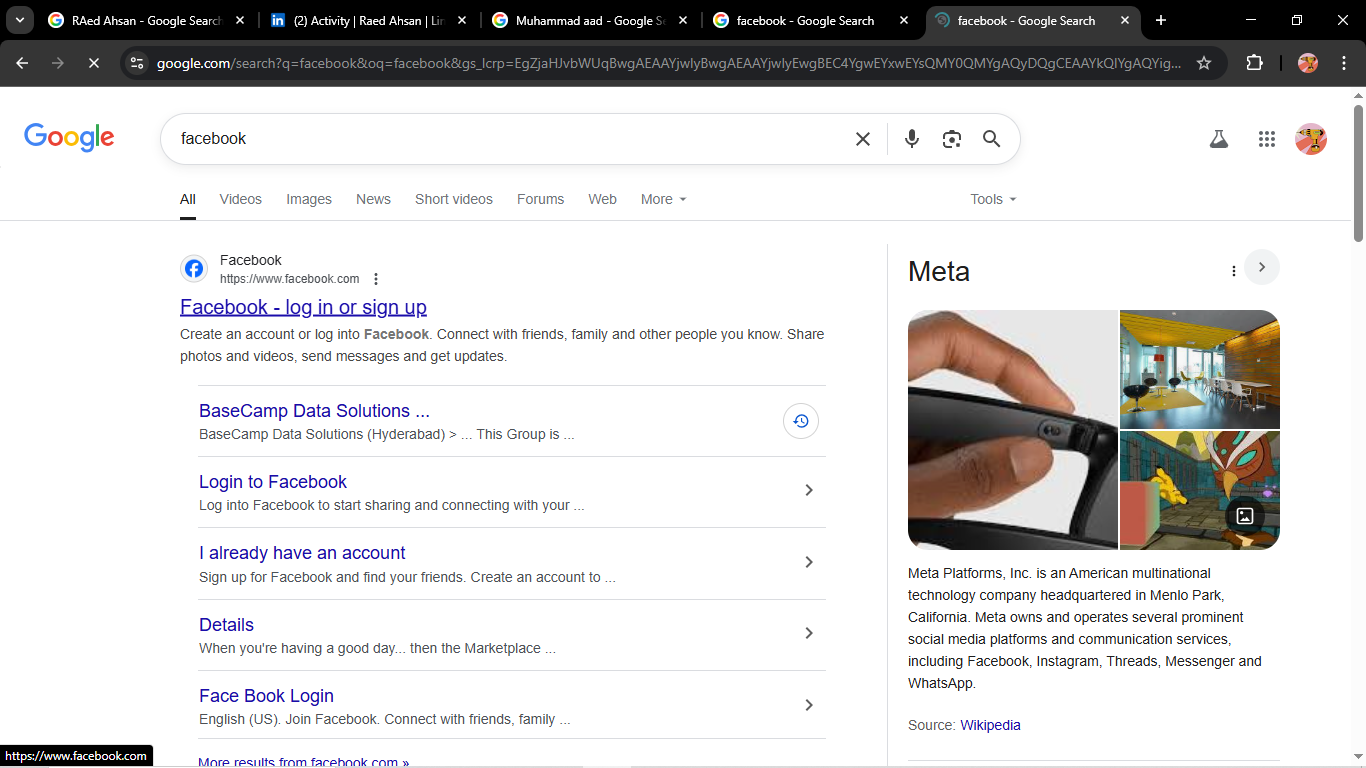 RAed Ahsan - Google Search
(2) Activity | Raed Ahsan | Lin
Muhammad aad - Google Se
facebook - Google Search
facebook - Google Search
google.com/search?q=facebook&oq=facebook&gs_lcrp=EgZjaHJvbWUqBwgAEAAYjwIyBwgAEAAYjwIyEwgBEC4YgwEYxwEYsQMY0QMYgAQyDQgCEAAYkQIYgAQYig...
Google
facebook
All
Videos
Images
News
Short videos
Forums
Web
More
Tools
Facebook
https://www.facebook.com
Facebook - log in or sign up
Create an account or log into Facebook. Connect with friends, family and other people you know. Share
photos and videos, send messages and get updates.
BaseCamp Data Solutions ...
BaseCamp Data Solutions (Hyderabad) > ... This Group is ...
Login to Facebook
Log into Facebook to start sharing and connecting with your ...
I already have an account
Sign up for Facebook and find your friends. Create an account to ...
Details
When you're having a good day... then the Marketplace ...
Face Book Login
English (US). Join Facebook. Connect with friends, family ...
More results from facebook.com »
Meta
Meta Platforms, Inc. is an American multinational
technology company headquartered in Menlo Park,
California. Meta owns and operates several prominent
social media platforms and communication services,
including Facebook, Instagram, Threads, Messenger and
WhatsApp.
Source: Wikipedia
https://www.facebook.com